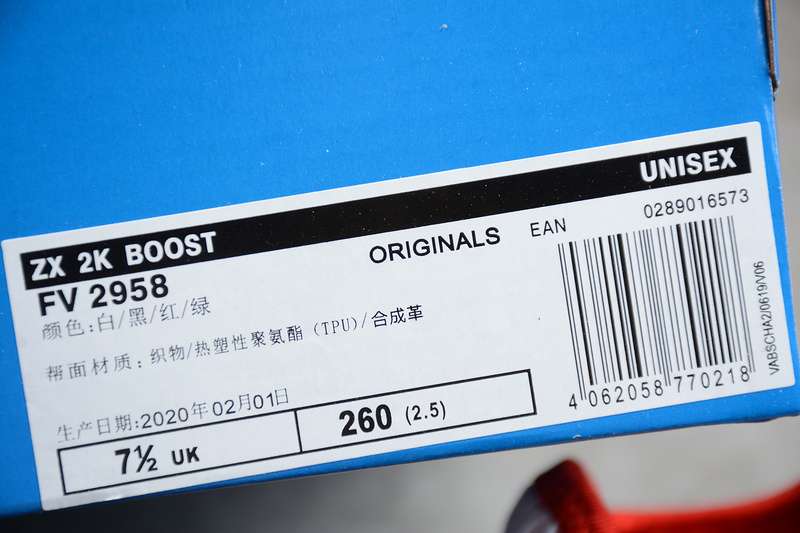 UNISEX
ZX 2K BOOST
ORIGINALS
EAN
0289016573
FV 2958
颜色:白/黑/红/绿
帮面材质: 织物/热塑性聚氨酯 (TPU)/合成革
生产日期:2020年02月01日
7½ UK
260 (2.5)
4 062058 770218
VABSCHA2/0619/V06